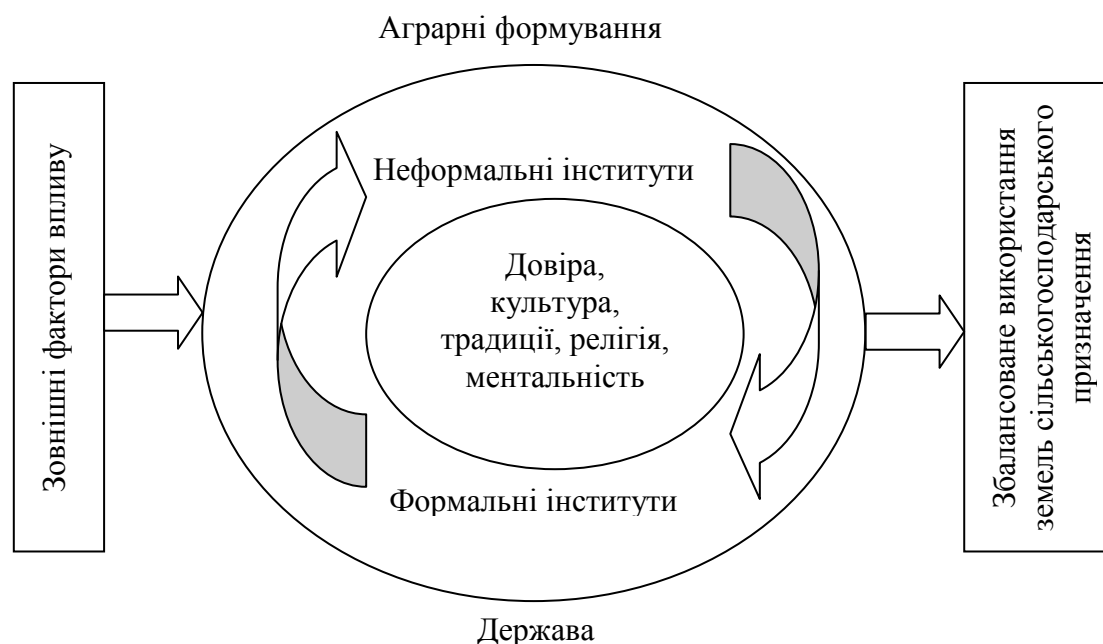 Аграрні формування
Зовнішні фактори впливу
Неформальні інститути
Довіра,
культура,
традиції, релігія,
ментальність
Формальні інститути
Держава
Збалансоване використання
земель сільськогосподарського
призначення